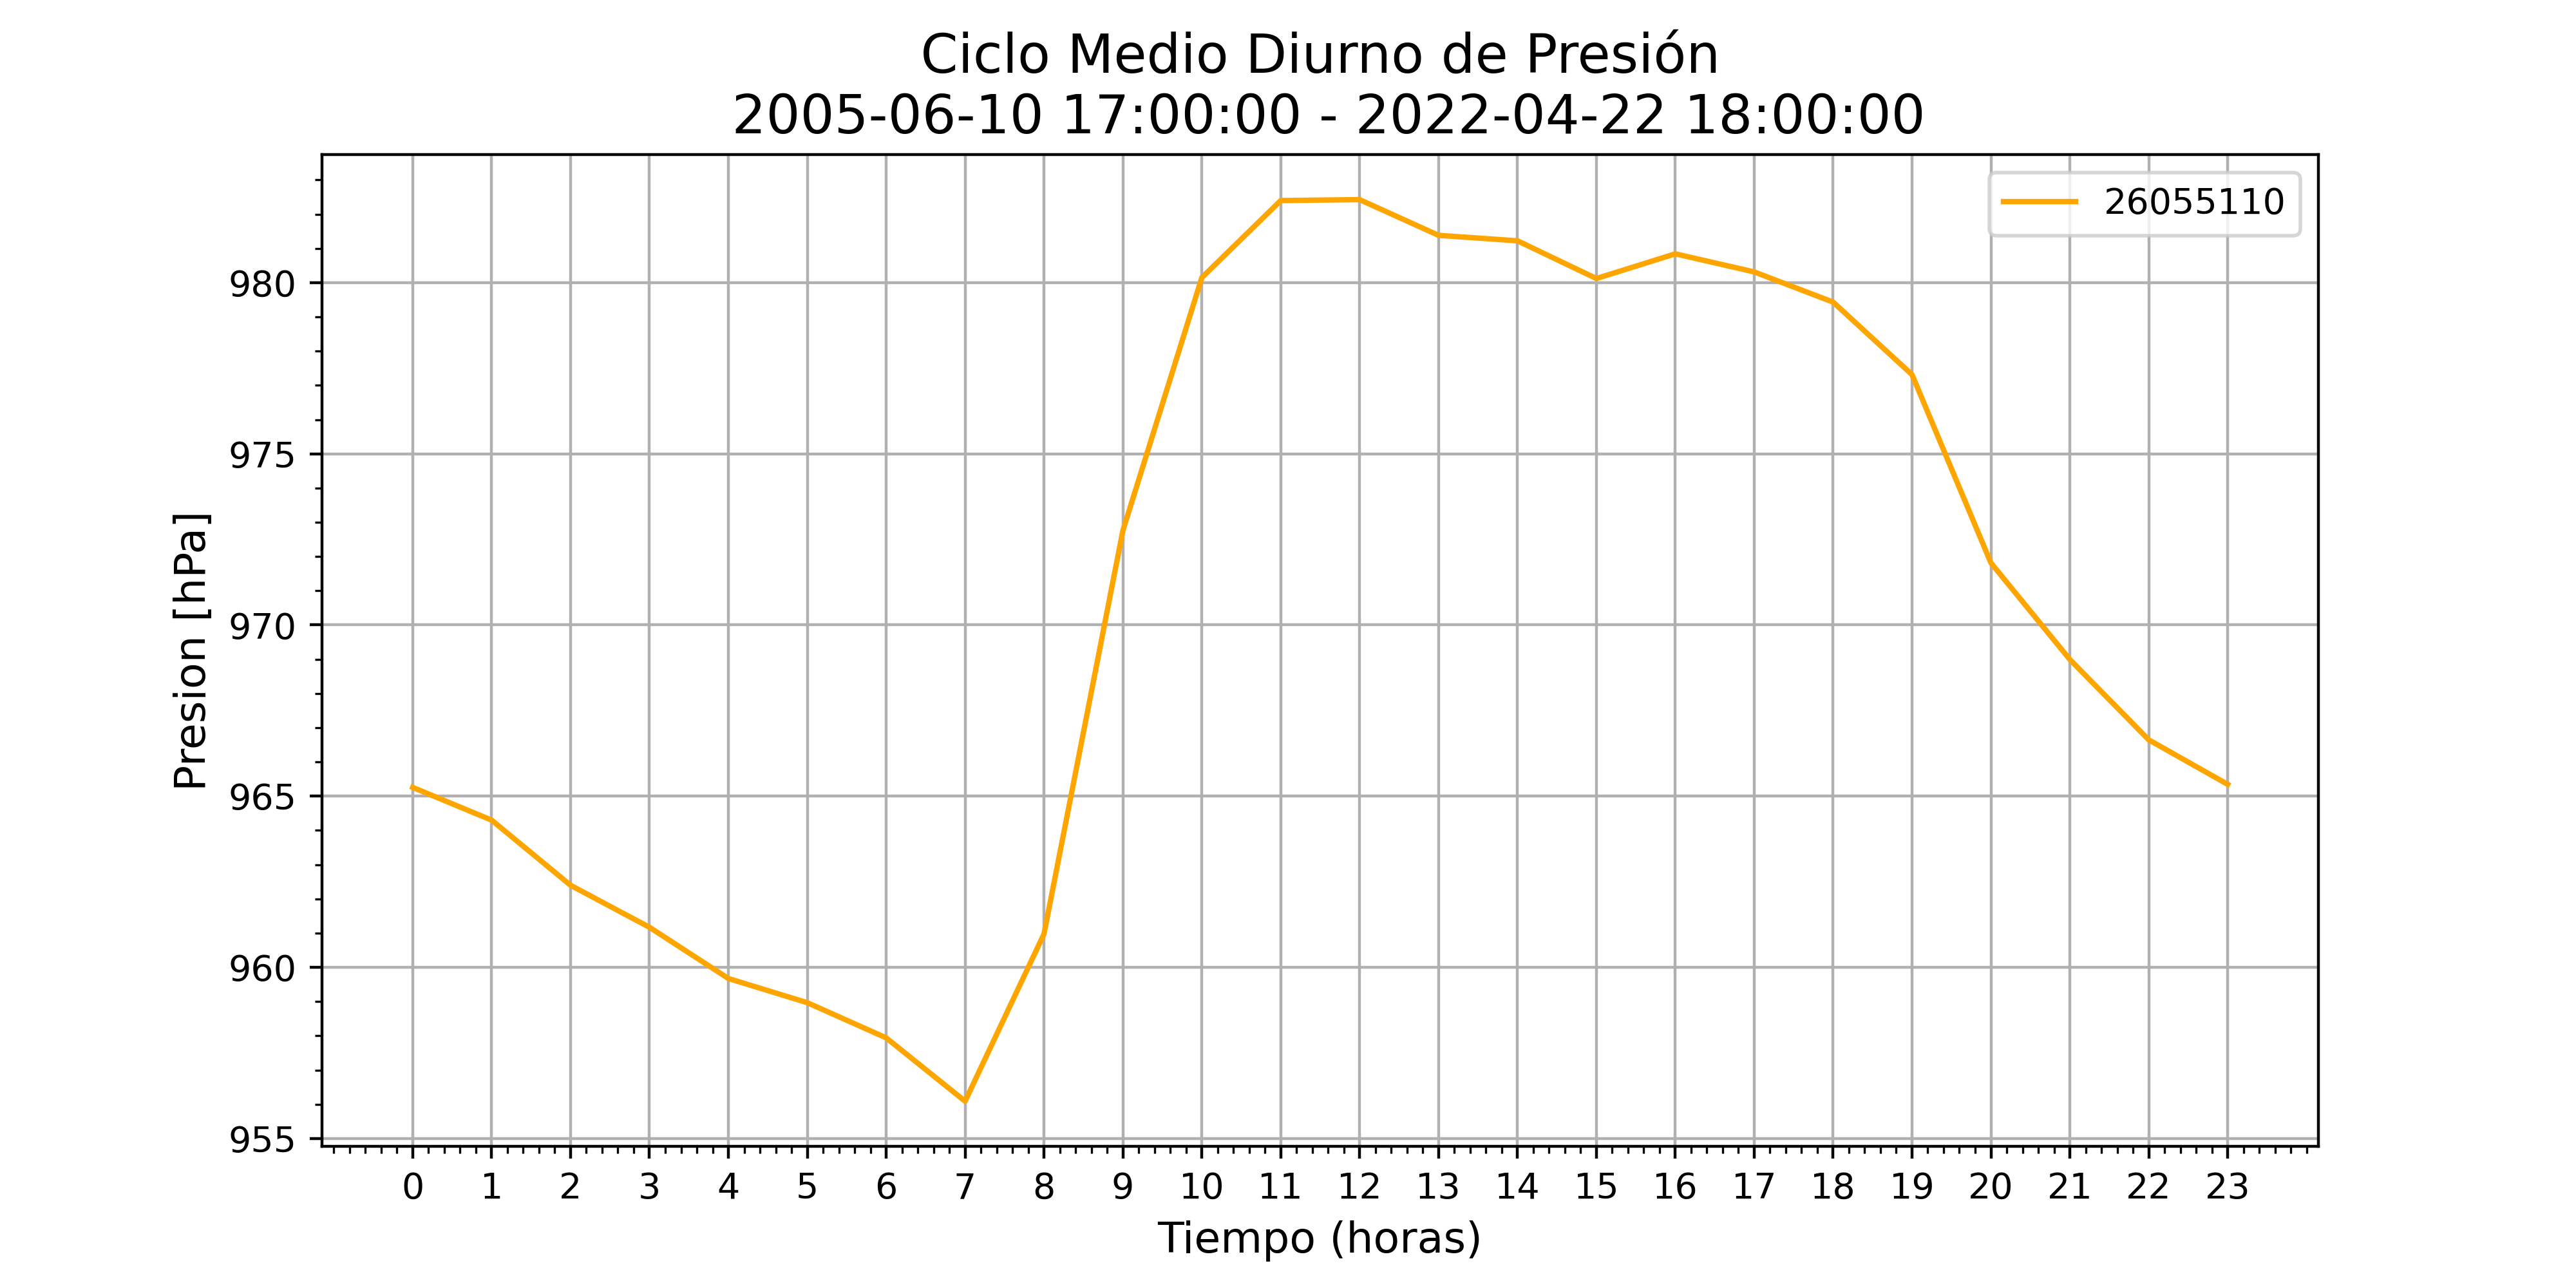 Ciclo Medio Diurno de Presión
2005-06-10 17:00:00 - 2022-04-22 18:00:00
26055110
980
975
970
965
960
955
Presion [hPa]
0 1 2 3 4 5 6 7 8 9 10 11 12 13 14 15 16 17 18 19 20 21 22 23
Tiempo (horas)